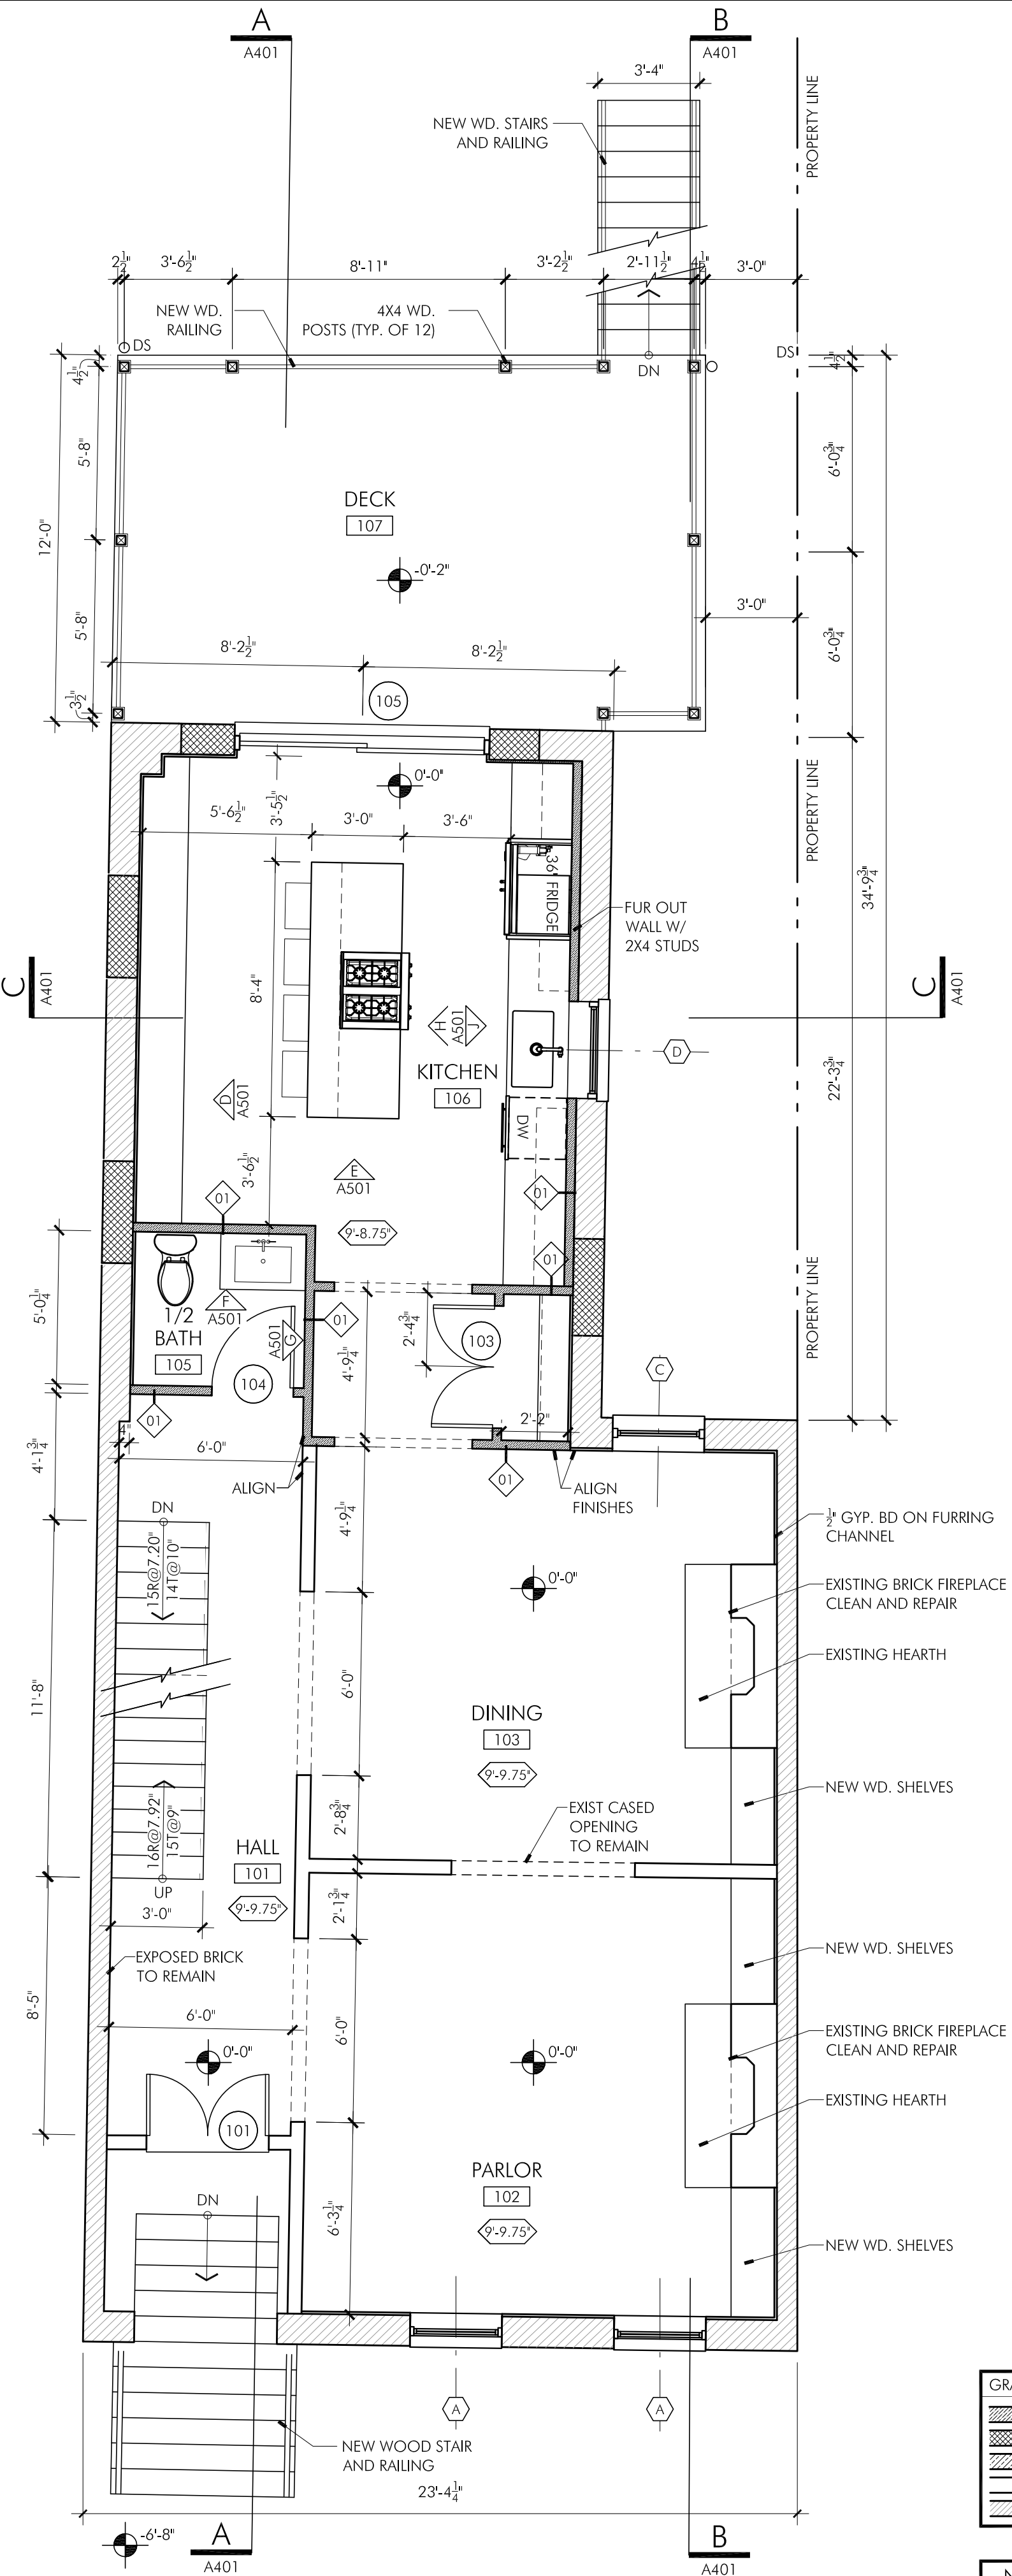 A
A401
B
A401
3'-4"
PROPERTY LINE
NEW WD. STAIRS
AND RAILING
2½"
3'-6½"
8'-11"
3'-2½"
2'-11½"
4½"
3'-0"
NEW WD.
RAILING
4X4 WD.
POSTS (TYP. OF 12)
DS
DN
DS
4½"
4½"
5'-8"
6'-0¾"
DECK
107
12'-0"
-0'-2"
3'-0"
5'-8"
8'-2½"
8'-2½"
6'-0¾"
3½"
105
0'-0"
PROPERTY LINE
5'-6½"
3'-5½"
3'-0"
3'-6"
36" FRIDGE
34'-9¾"
FUR OUT
WALL W/
2X4 STUDS
C
A401
8'-4"
C
A401
H
A501
J
D
KITCHEN
106
22'-3¾"
D
A501
DW
3'-6½"
E
A501
01
01
9'-8.75"
01
PROPERTY LINE
5'-0¼"
1/2
BATH
105
F
A501
A501
G
01
4'-9¼"
2'-4¾"
103
104
C
01
4"
6'-0"
2'-2"
4'-1¾"
ALIGN
01
ALIGN
FINISHES
DN
15R@7.20"
14T@10"
4'-9¼"
½" GYP. BD ON FURRING
CHANNEL
0'-0"
EXISTING BRICK FIREPLACE
CLEAN AND REPAIR
EXISTING HEARTH
11'-8"
6'-0"
DINING
103
9'-9.75"
NEW WD. SHELVES
16R@7.92"
15T@9"
2'-8¾"
EXIST CASED
OPENING
TO REMAIN
HALL
101
9'-9.75"
UP
3'-0"
2'-1¾"
EXPOSED BRICK
TO REMAIN
NEW WD. SHELVES
8'-5"
6'-0"
6'-0"
0'-0"
0'-0"
EXISTING BRICK FIREPLACE
CLEAN AND REPAIR
EXISTING HEARTH
101
PARLOR
102
9'-9.75"
DN
6'-3¼"
NEW WD. SHELVES
A
A
GRA
NEW WOOD STAIR
AND RAILING
23'-4¼"
-6'-8"
A
A401
B
A401